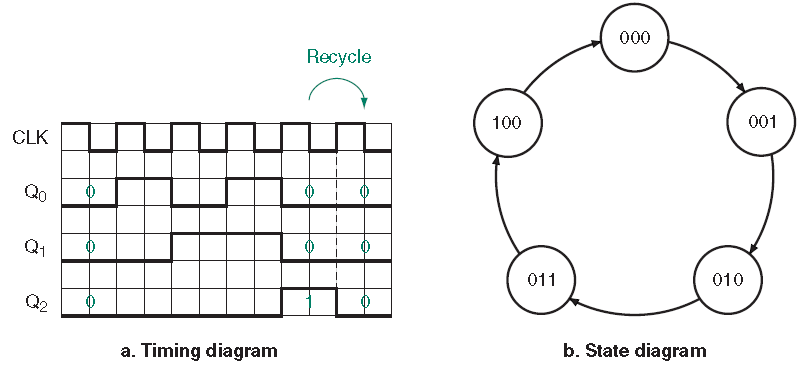 Recycle
CLK
Q0 0 0 0
Q1 0 0 0
Q2 0 1 0
a. Timing diagram
000
001
010
011
100
b. State diagram